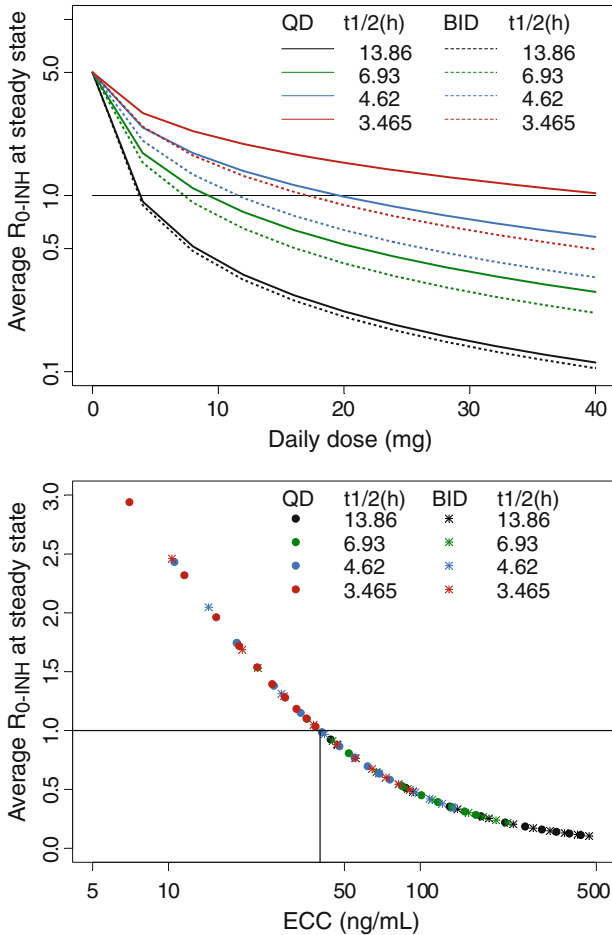 QD t1/2(h) BID t1/2(h)
13.86 13.86
6.93 6.93
4.62 4.62
3.465 3.465
Average R0-INH at steady state
5.0
1.0
0.5
0.1
0 10 20 30 40
Daily dose (mg)
QD t1/2(h) BID t1/2(h)
13.86 13.86
6.93 6.93
4.62 4.62
3.465 3.465
Average R0-INH at steady state
3.0
2.5
2.0
1.5
1.0
0.5
0.0
5 10 50 100 500
ECC (ng/mL)